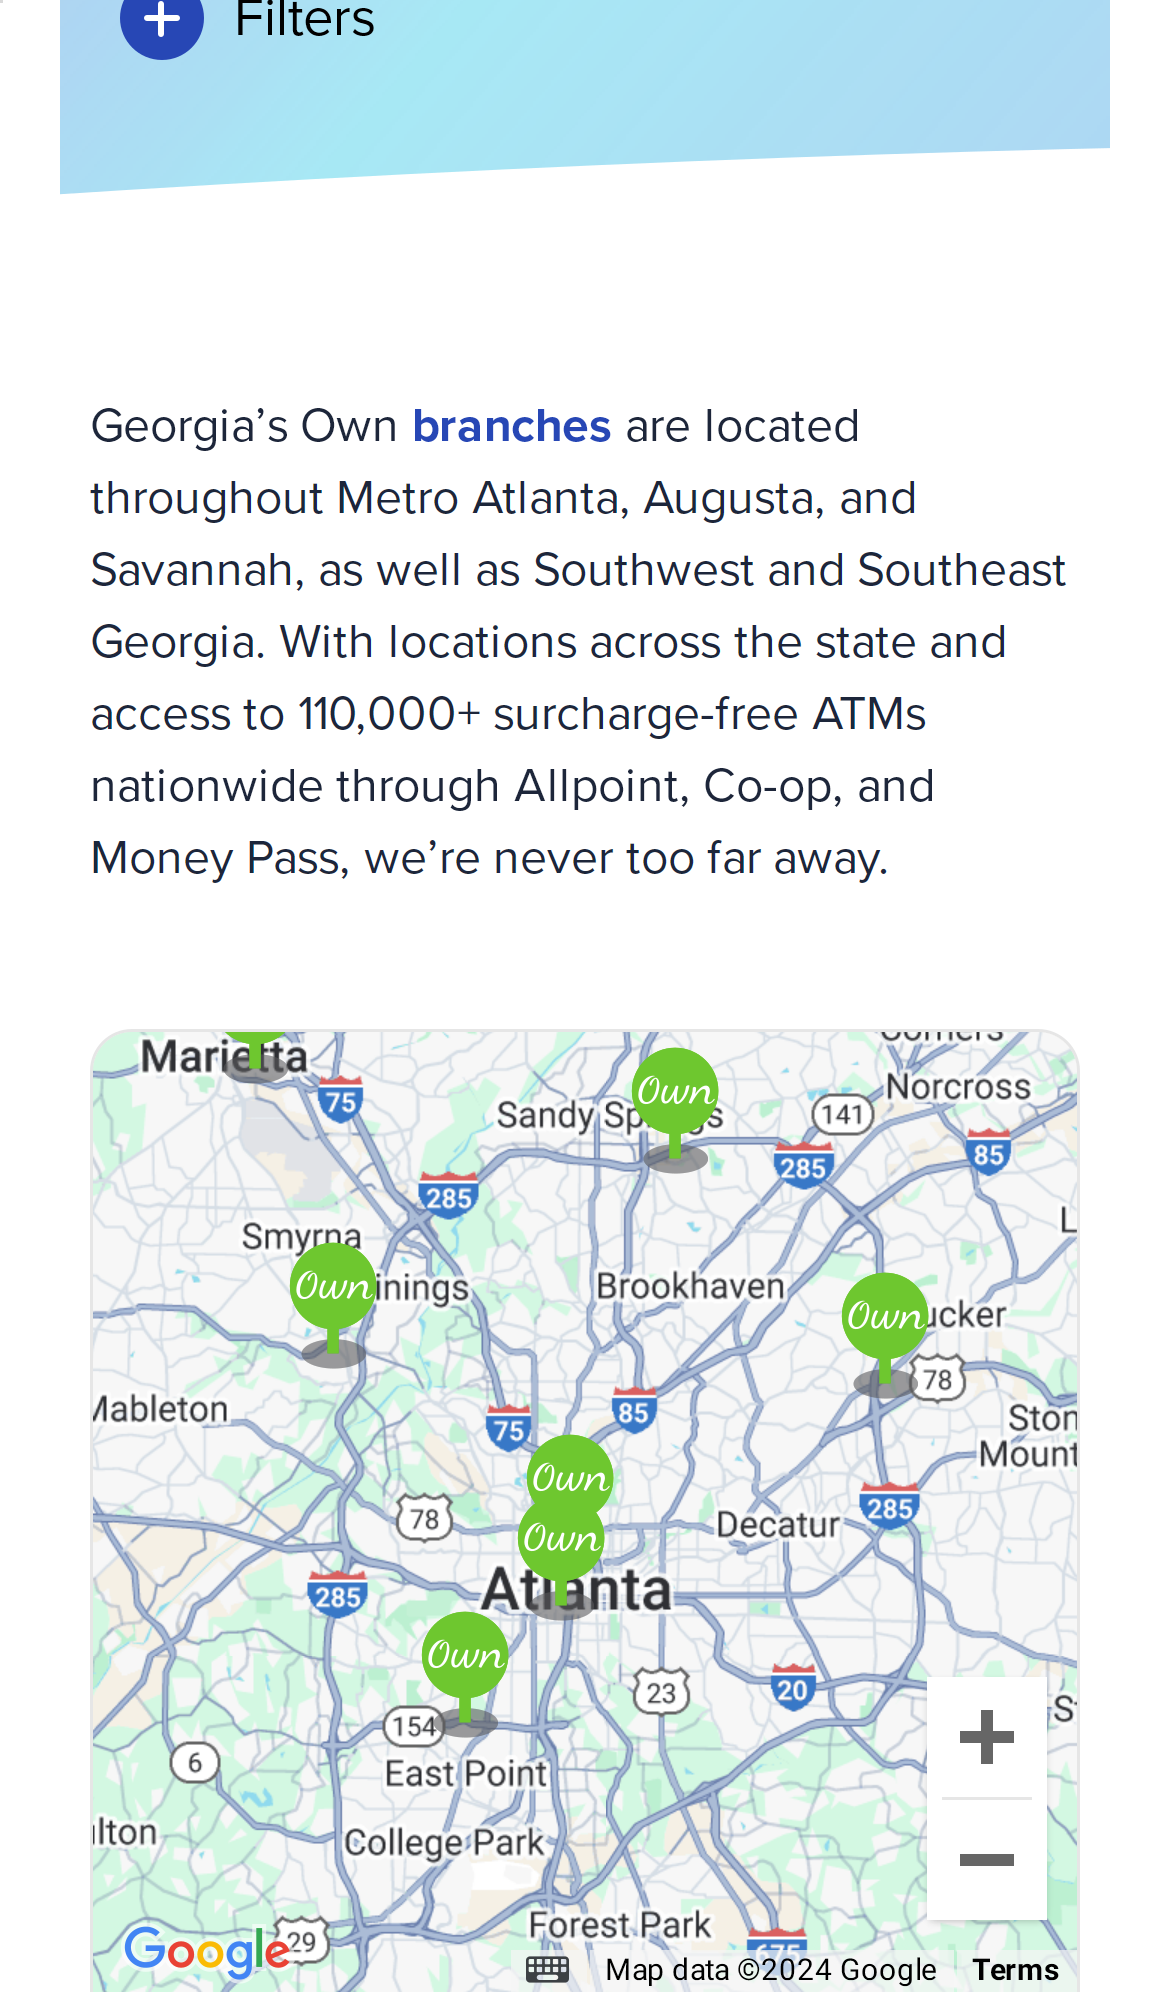 Filters
Georgia’s Own branches are located
throughout Metro Atlanta, Augusta, and
Savannah, as well as Southwest and Southeast
Georgia. With locations across the state and
access to 110,000+ surcharge-free ATMs
nationwide through Allpoint, Co-op, and
Money Pass, we’re never too far away.
Marietta
75
Own
Sandy Sp
s
141
Norcross
85
285
285
Smyrna
Own
inings
Brookhaven
Own
ucker
78
Mableton
85
75
Ston
Mount
Own
285
78
Own
Decatur
Atlanta
285
Own
23
20
154
S
6
East Point
lton
College Park
Forest Park
29
675
Google
Map data ©2024 Google
Terms